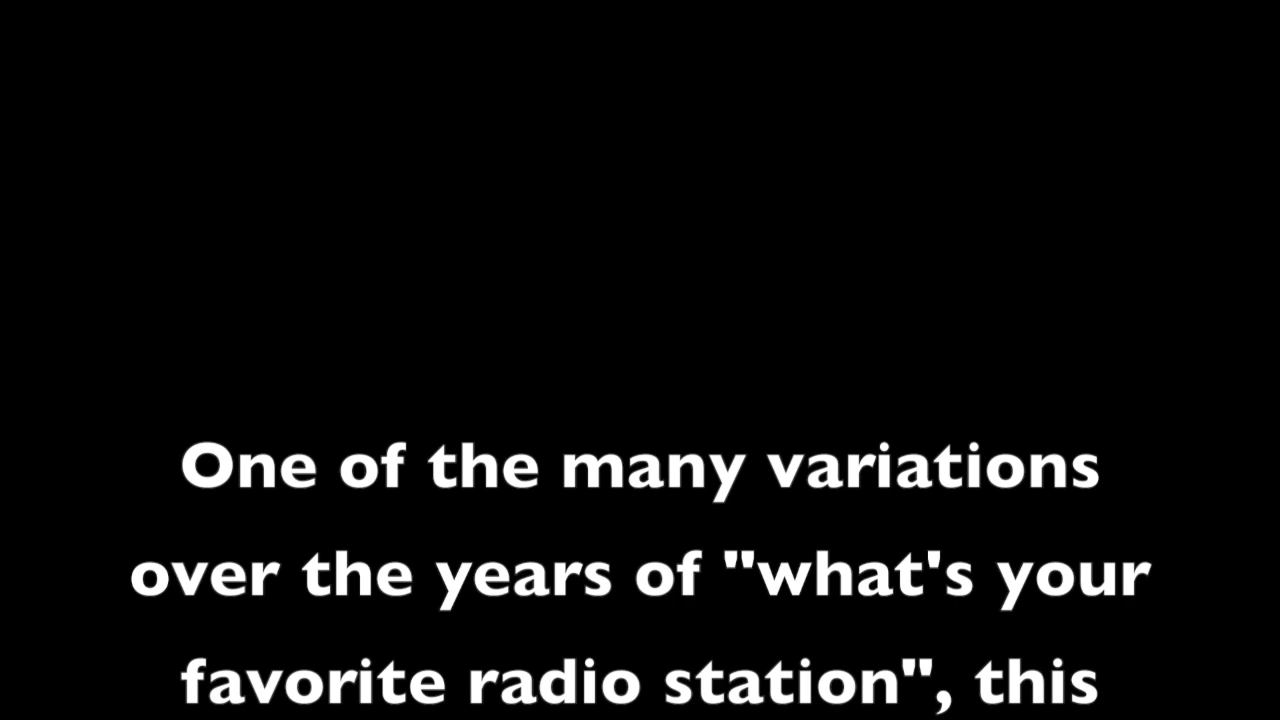 One of the many variations
over the years of "what's your
favorite radio station", this